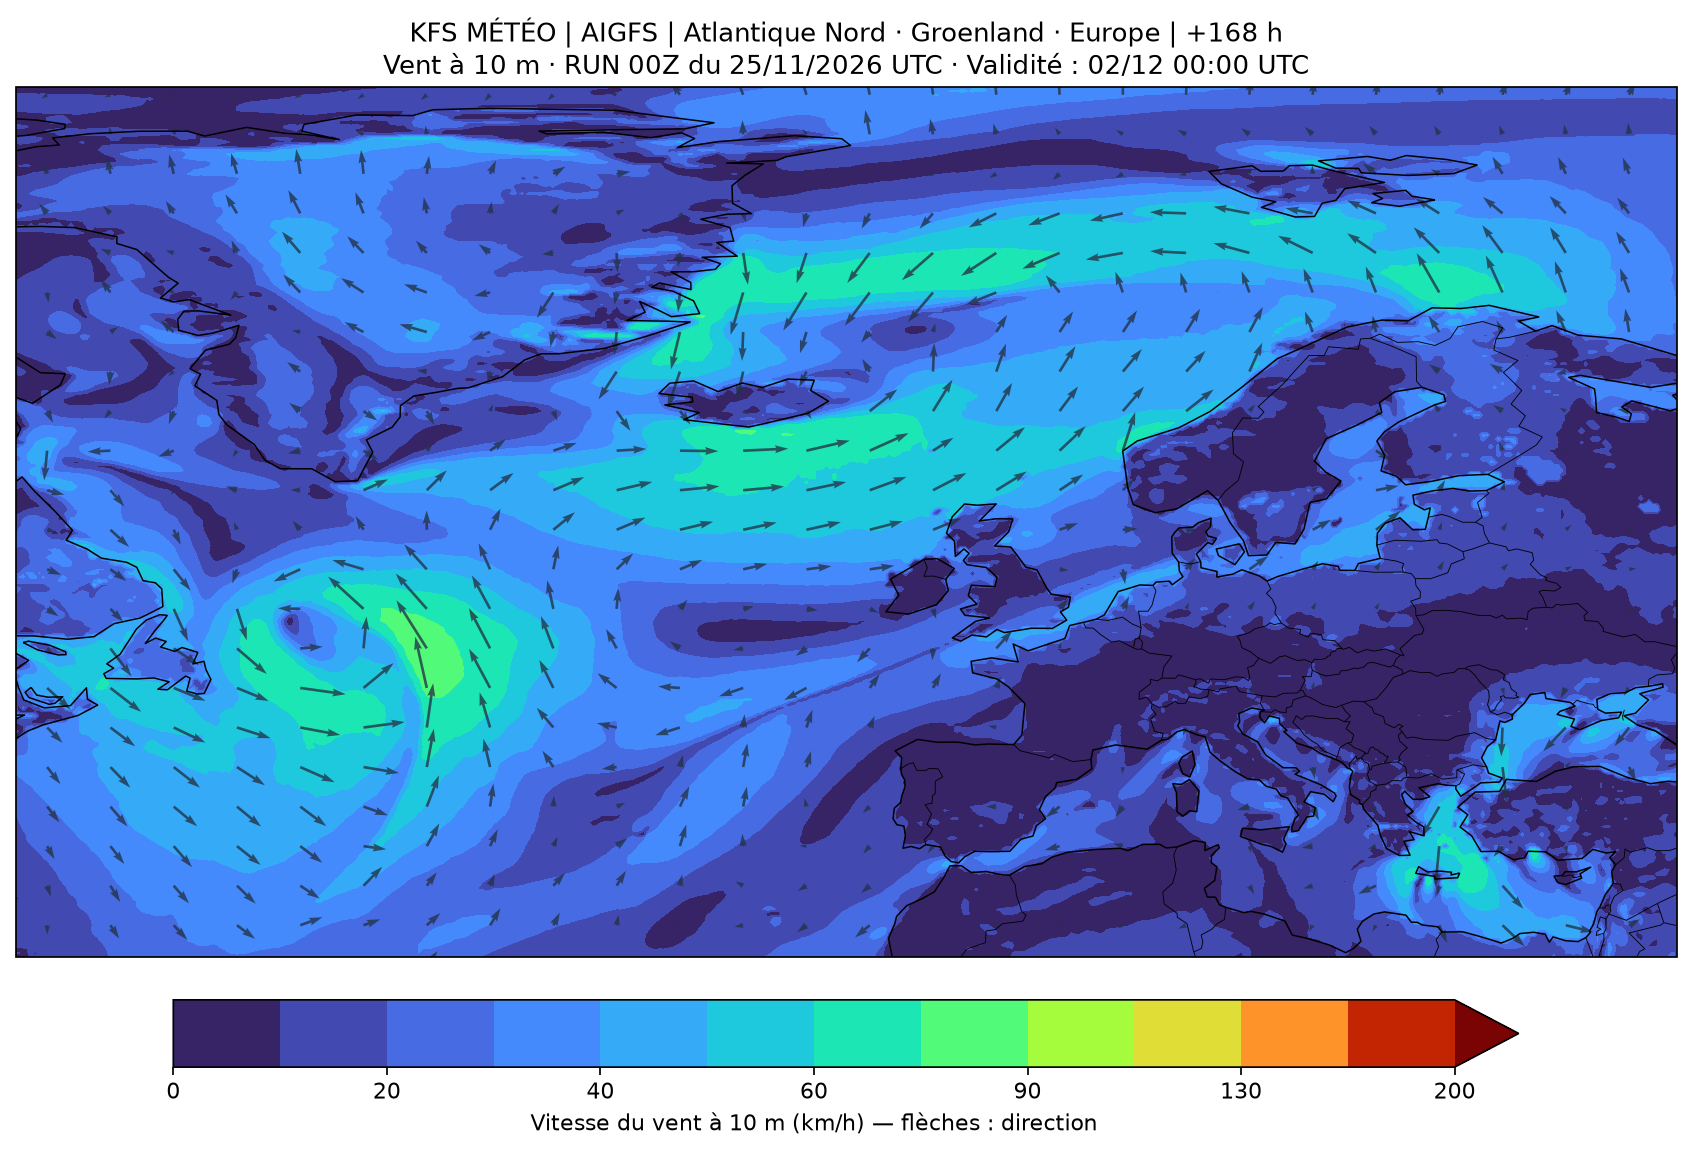 KFS MÉTÉO | AIGFS | Atlantique Nord · Groenland · Europe | +168 h
Vent à 10 m · RUN 00Z du 25/11/2026 UTC · Validité : 02/12 00:00 UTC
0 20 40 60 90 130 200
Vitesse du vent à 10 m (km/h) — flèches : direction